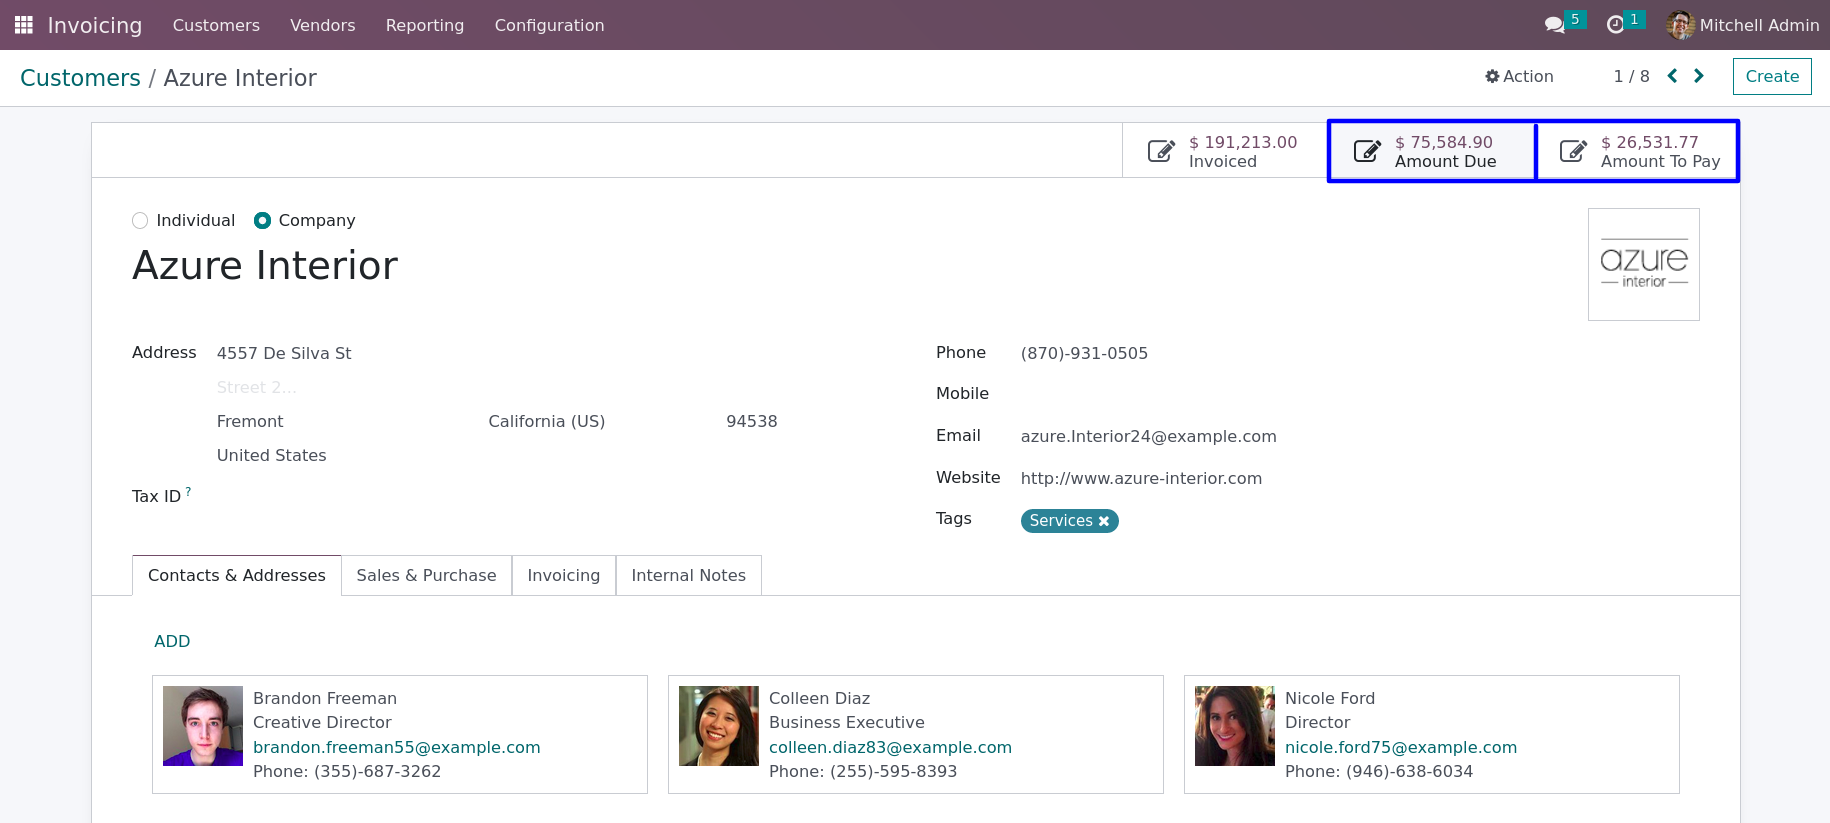 Invoicing Customers Vendors Reporting Configuration 5 1 Mitchell Admin
Customers / Azure Interior Action 1 / 8 Create
$ 191,213.00 $ 75,584.90 $ 26,531.77
Invoiced Amount Due Amount To Pay
Individual Company
Azure Interior
azure
interior
Address 4557 De Silva St Phone (870)-931-0505
Street 2...
Mobile
Fremont California (US) 94538
Email azure.Interior24@example.com
United States
Website http://www.azure-interior.com
Tax ID ?
Tags Services
Contacts & Addresses Sales & Purchase Invoicing Internal Notes
ADD
Brandon Freeman
Creative Director
brandon.freeman55@example.com
Phone: (355)-687-3262
Colleen Diaz
Business Executive
colleen.diaz83@example.com
Phone: (255)-595-8393
Nicole Ford
Director
nicole.ford75@example.com
Phone: (946)-638-6034